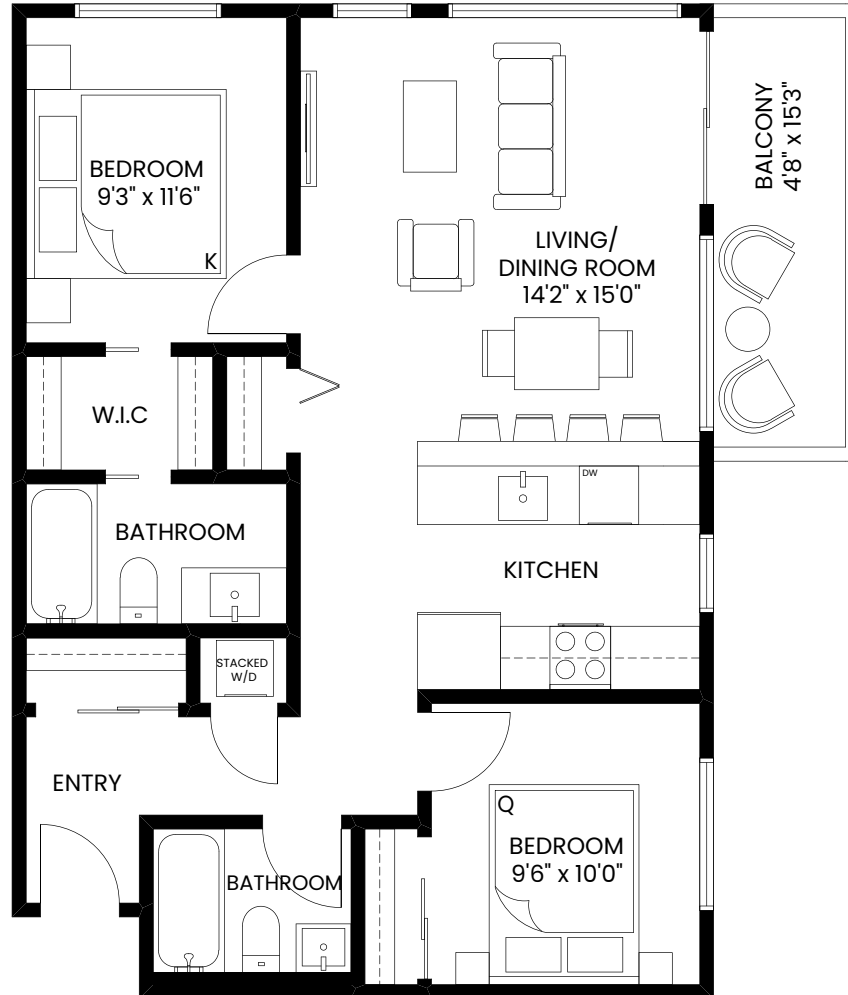 BEDROOM
9'3" x 11'6"
K
BALCONY
4'8" x 15'3"
LIVING/
DINING ROOM
14'2" x 15'0"
W.I.C
DW
BATHROOM
KITCHEN
STACKED
W/D
ENTRY
Q
BEDROOM
9'6" x 10'0"
BATHROOM